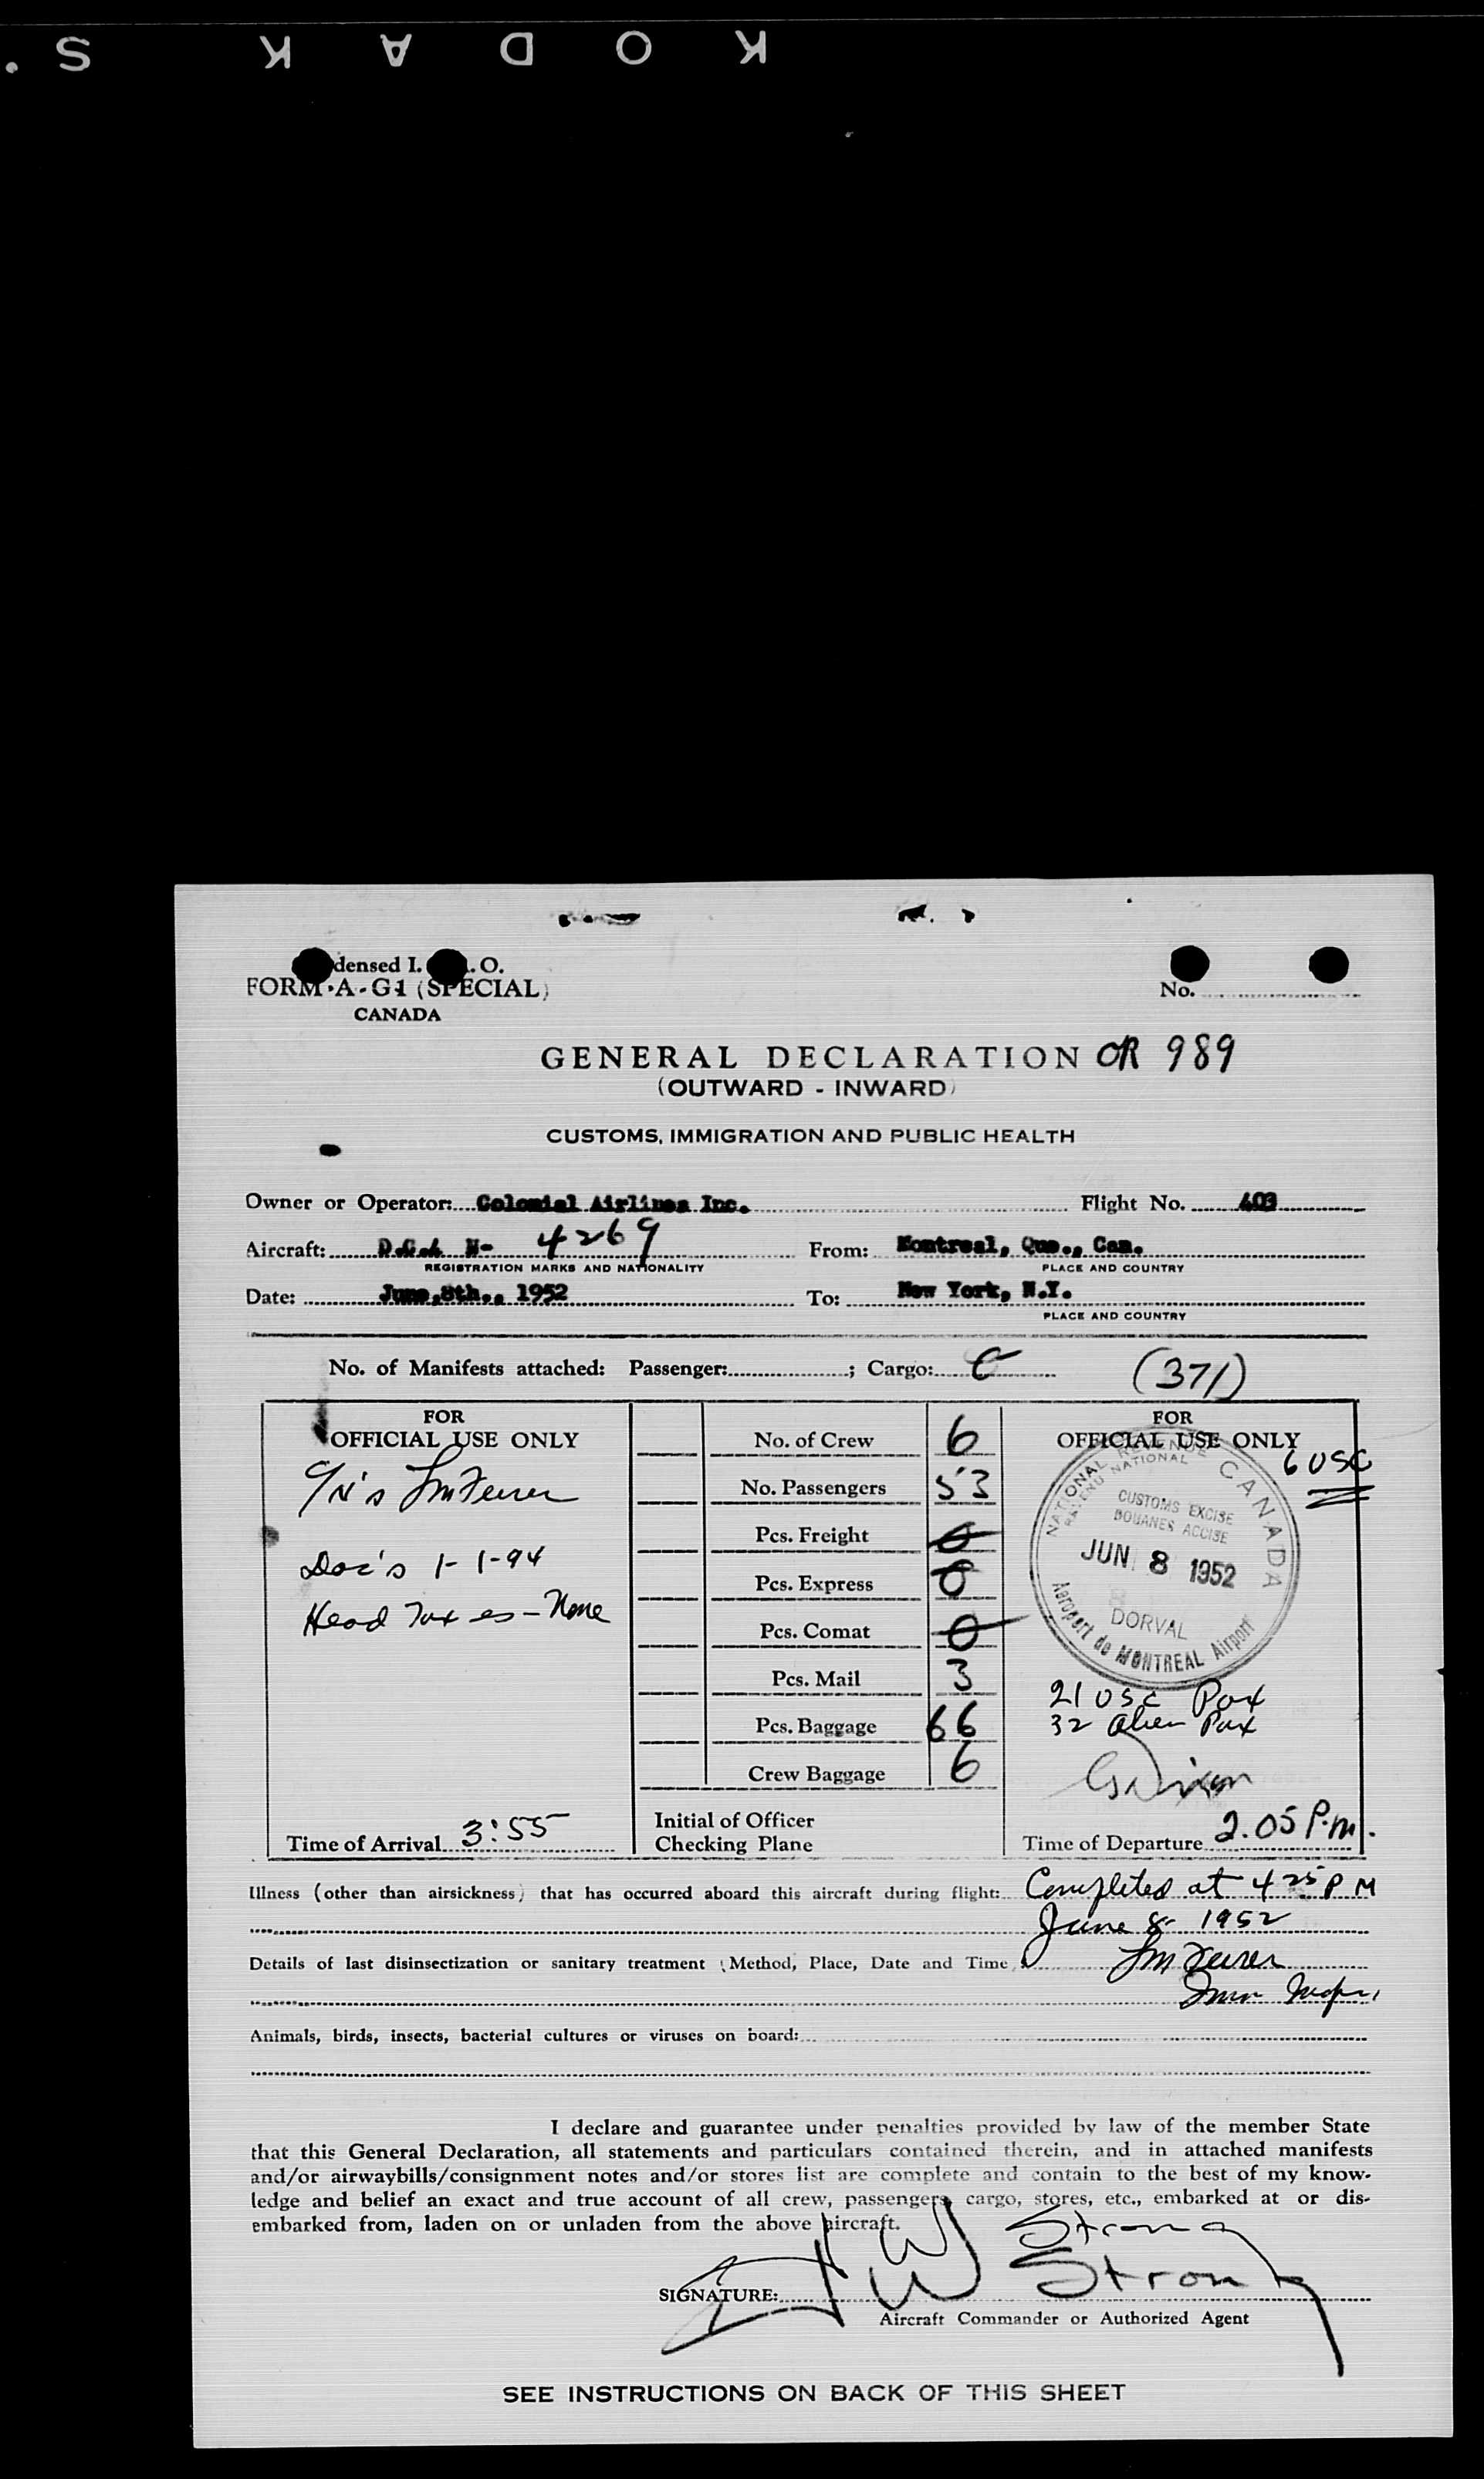 KODAK S.
densed I. .O.
FORM·A-G1 (SPECIAL)
CANADA
No.
GENERAL DECLARATION OR 989
(OUTWARD - INWARD)
CUSTOMS, IMMIGRATION AND PUBLIC HEALTH
Owner or Operator: Colonial Airlines Inc. Flight No. 403
Aircraft: D.C.4 N- 4269 From: Montreal, Que., Can.
REGISTRATION MARKS AND NATIONALITY PLACE AND COUNTRY
Date: June,8th., 1952 To: New York, N.Y.
PLACE AND COUNTRY
No. of Manifests attached: Passenger: ; Cargo: (371)
FOR
OFFICIAL USE ONLY
Doc's 1-1-94
Head Taxes - None
Time of Arrival 3:55
No. of Crew 6
No. Passengers 53
Pcs. Freight 0
Pcs. Express 0
Pcs. Comat 0
Pcs. Mail 3
Pcs. Baggage 66
Crew Baggage 6
Initial of Officer
Checking Plane
FOR
OFFICIAL USE ONLY
6 USC
NATIONAL REVENUE CANADA
REVENU NATIONAL
CUSTOMS EXCISE
DOUANES ACCISE
JUN 8 1952
DORVAL
Aeroport de MONTREAL Airport
21 USC Pax
32 Alien Pax
Time of Departure 2.05 P.m.
Illness (other than airsickness) that has occurred aboard this aircraft during flight: Completed at 4 25 P M
June 8- 1952
Details of last disinsectization or sanitary treatment (Method, Place, Date and Time)
Animals, birds, insects, bacterial cultures or viruses on board:
I declare and guarantee under penalties provided by law of the member State
that this General Declaration, all statements and particulars contained therein, and in attached manifests
and/or airwaybills/consignment notes and/or stores list are complete and contain to the best of my know-
ledge and belief an exact and true account of all crew, passengers, cargo, stores, etc., embarked at or dis-
embarked from, laden on or unladen from the above aircraft.
W Strong
SIGNATURE: W Strong
Aircraft Commander or Authorized Agent
SEE INSTRUCTIONS ON BACK OF THIS SHEET